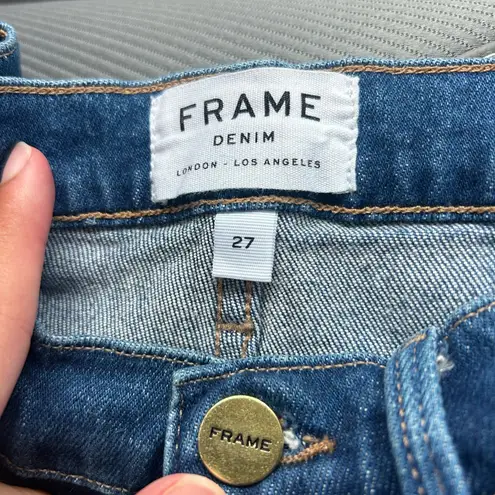 FRAME
DENIM
LONDON - LOS ANGELES
27
FRAME